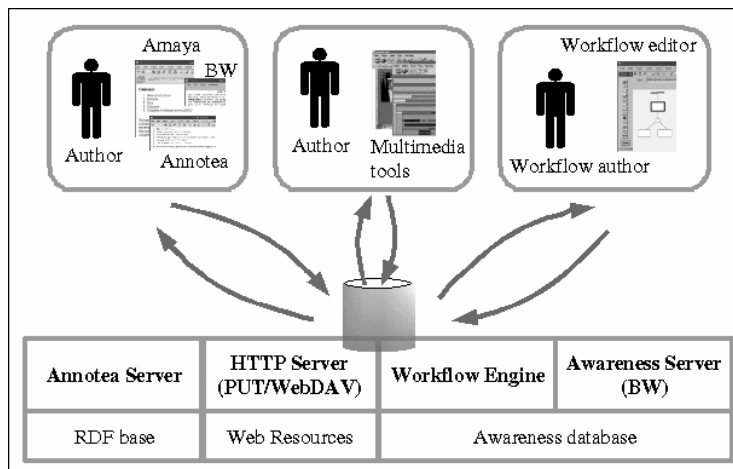 Amaya
BW
Annotea
Author
Author
Multimedia
tools
Workflow editor
Workflow author
Annotea Server
HTTP Server
(PUT/WebDAV)
Workflow Engine
Awareness Server
(BW)
RDF base
Web Resources
Awareness database